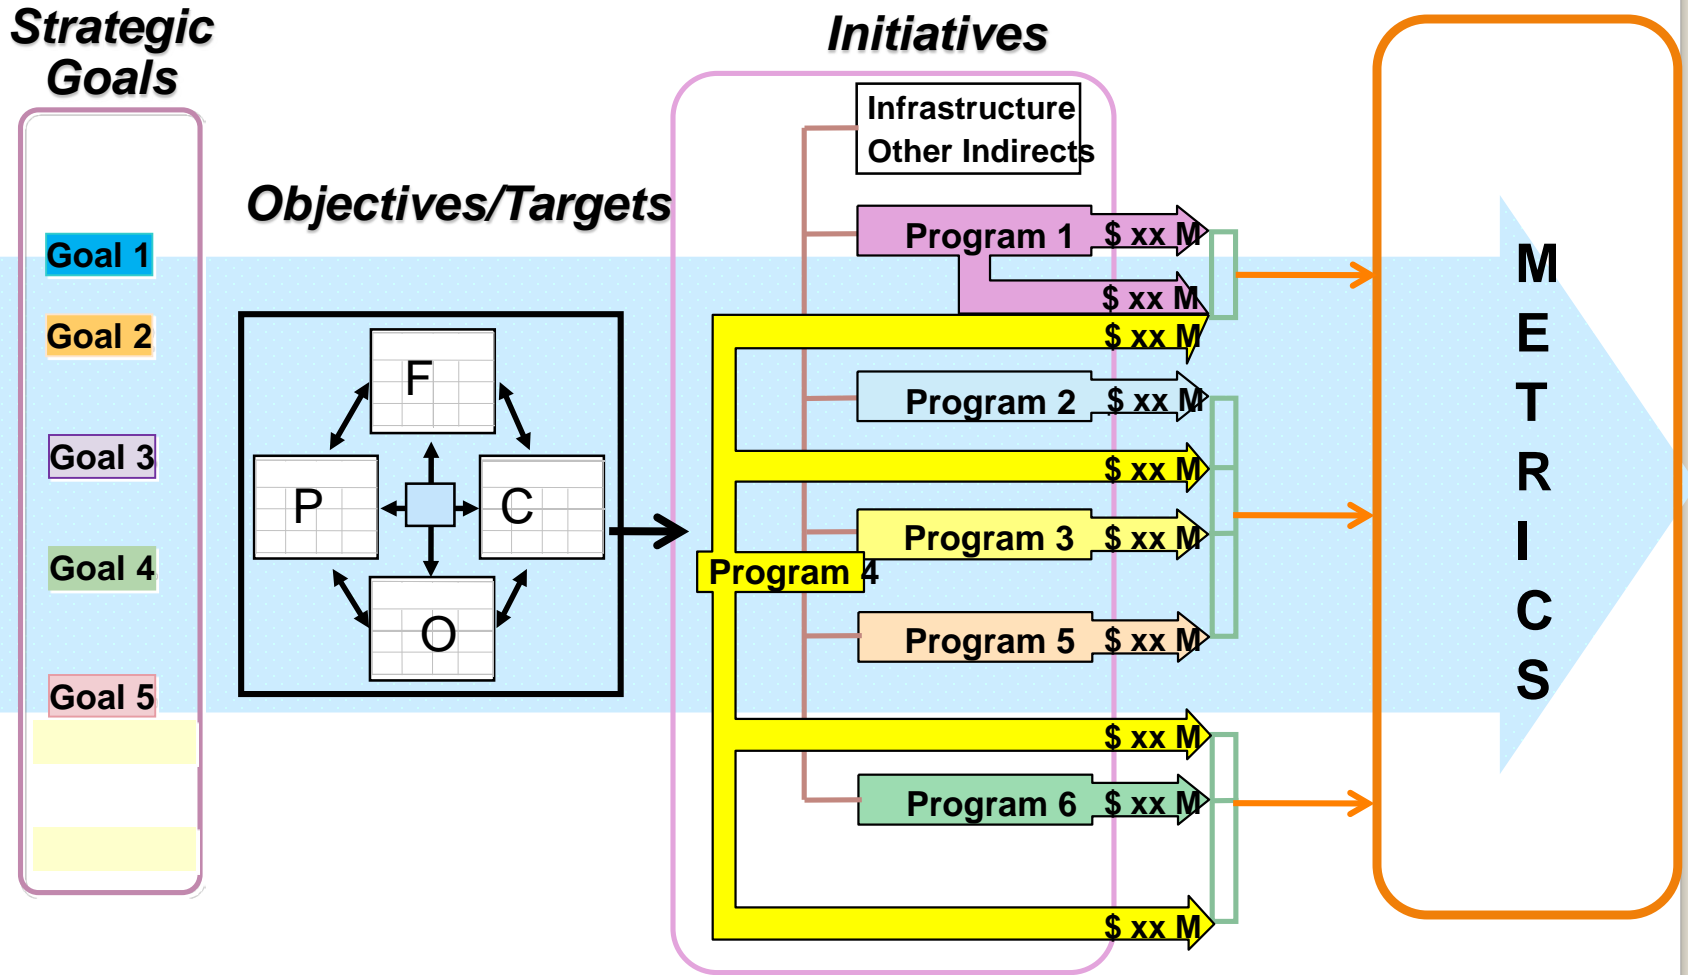 Strategic
Goals
Goal 1
Goal 2
Goal 3
Goal 4
Goal 5
Objectives/Targets
F
P
C
O
Initiatives
Infrastructure
Other Indirects
Program 1 $ xx M
$ xx M
$ xx M
Program 2 $ xx M
$ xx M
Program 3 $ xx M
Program 4
Program 5 $ xx M
$ xx M
Program 6 $ xx M
$ xx M
M
E
T
R
I
C
S